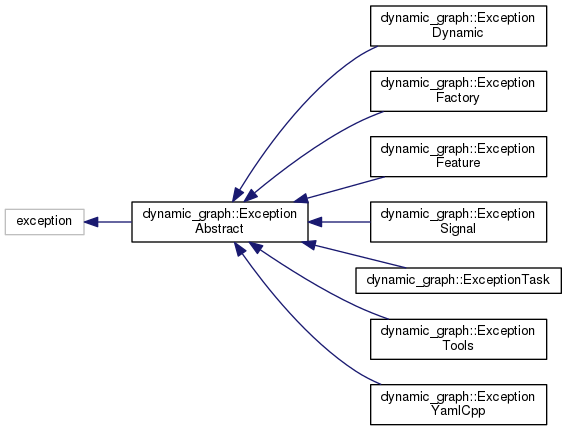 dynamic_graph::Exception
Dynamic
dynamic_graph::Exception
Factory
dynamic_graph::Exception
Feature
exception
dynamic_graph::Exception
Abstract
dynamic_graph::Exception
Signal
dynamic_graph::ExceptionTask
dynamic_graph::Exception
Tools
dynamic_graph::Exception
YamlCpp